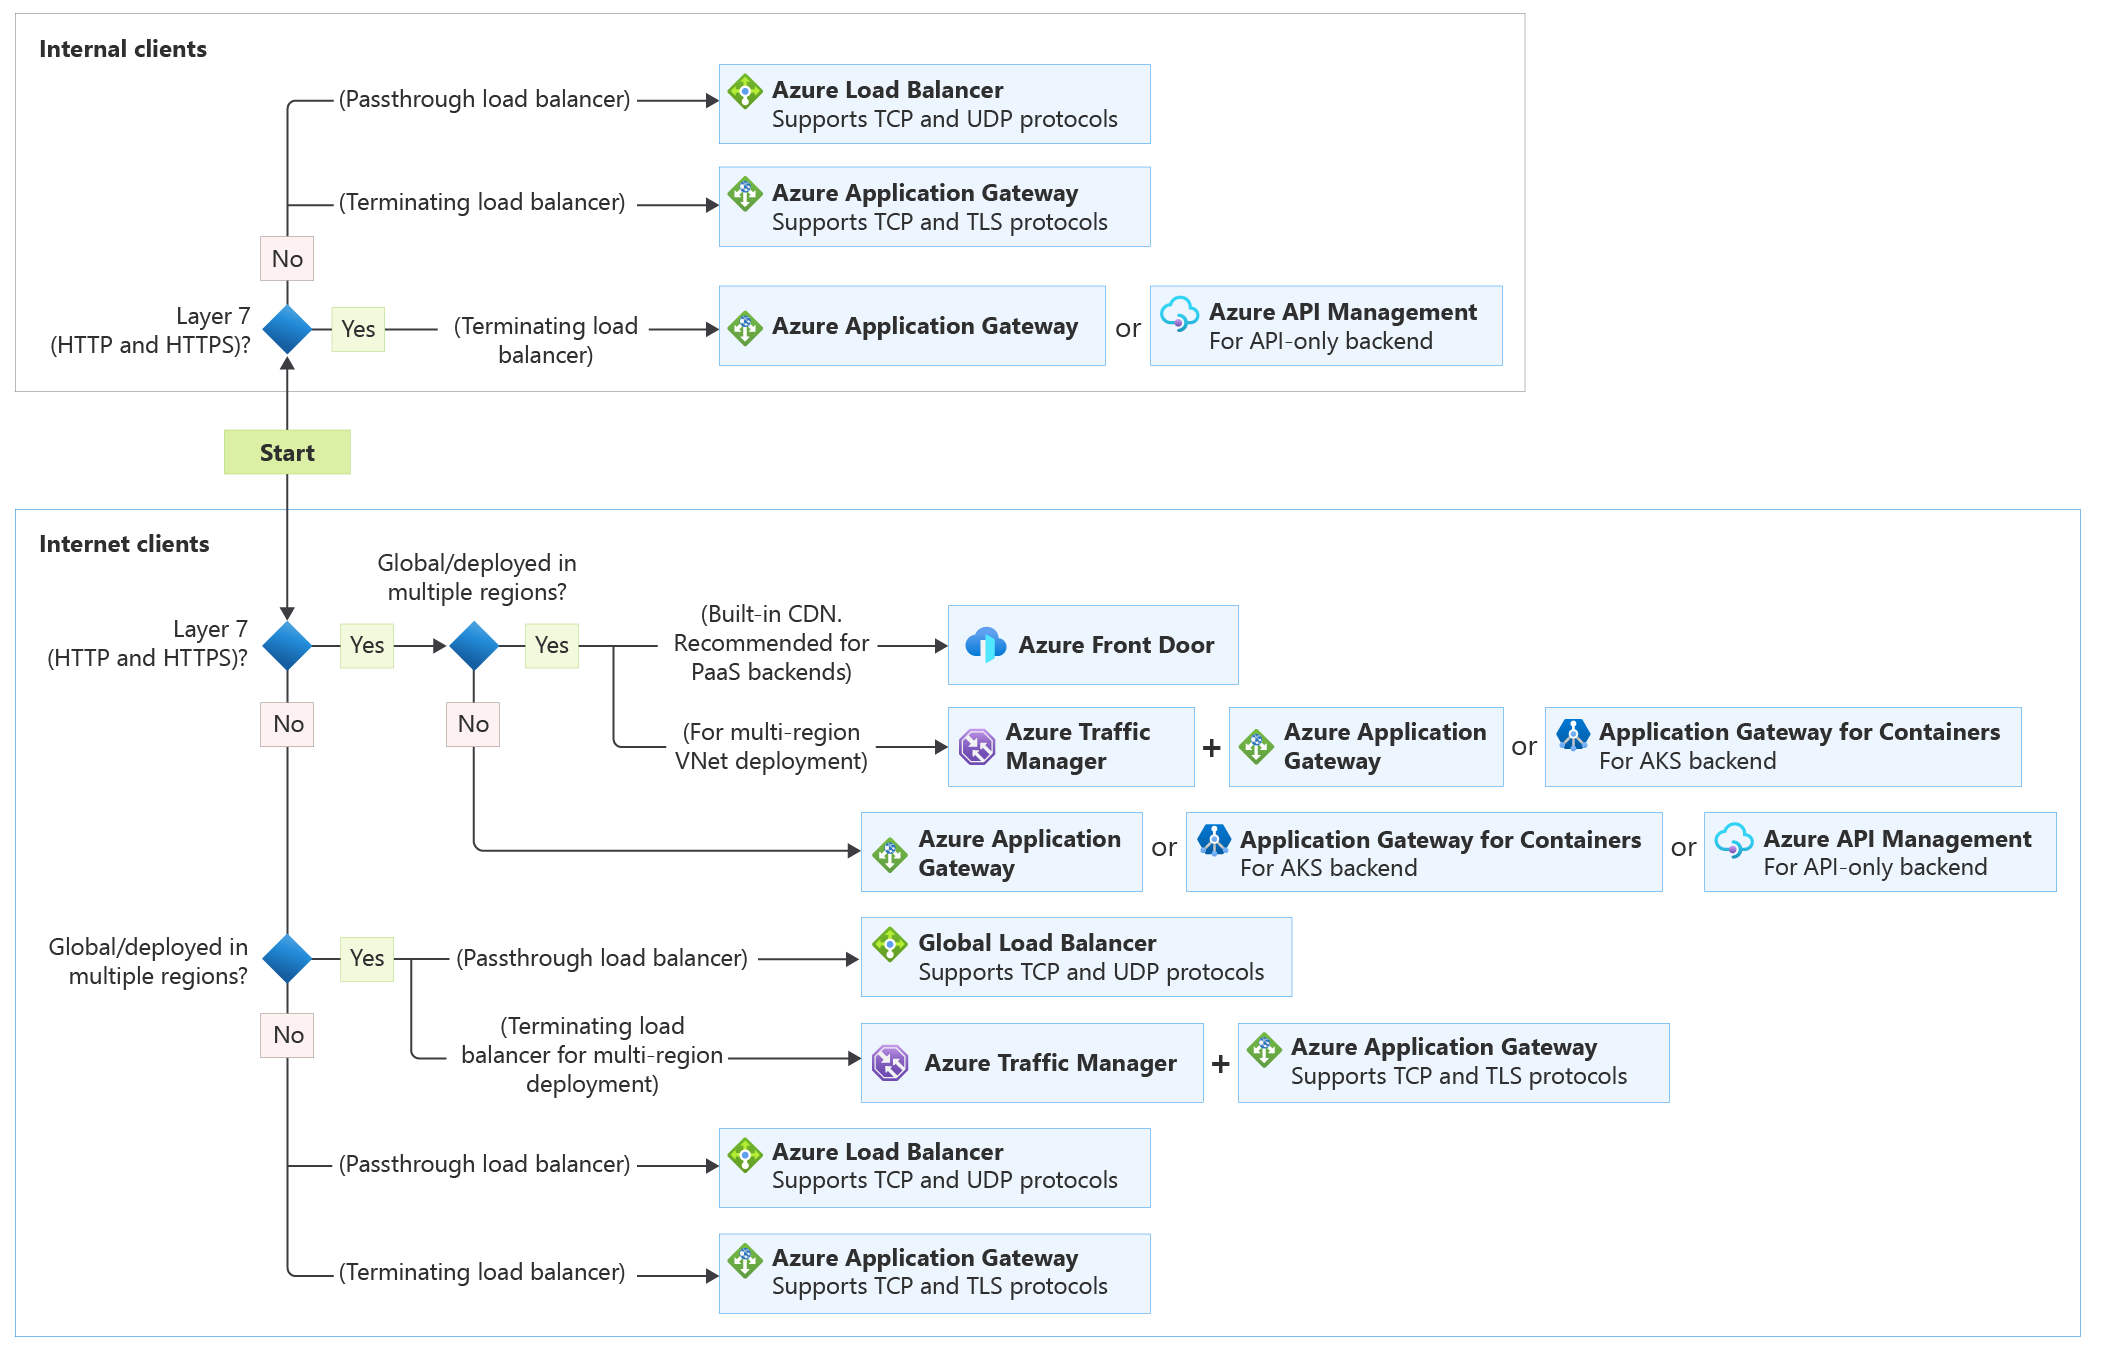 Internal clients
(Passthrough load balancer)
Azure Load Balancer
Supports TCP and UDP protocols
(Terminating load balancer)
Azure Application Gateway
Supports TCP and TLS protocols
No
Layer 7
(HTTP and HTTPS)?
Yes
(Terminating load
balancer)
Azure Application Gateway
or
Azure API Management
For API-only backend
Start
Internet clients
Layer 7
(HTTP and HTTPS)?
Yes
Global/deployed in
multiple regions?
Yes
(Built-in CDN.
Recommended for
PaaS backends)
Azure Front Door
No
No
(For multi-region
VNet deployment)
Azure Traffic
Manager
+
Azure Application
Gateway
or
Application Gateway for Containers
For AKS backend
Azure Application
Gateway
or
Application Gateway for Containers
For AKS backend
or
Azure API Management
For API-only backend
Global/deployed in
multiple regions?
Yes
(Passthrough load balancer)
Global Load Balancer
Supports TCP and UDP protocols
No
(Terminating load
balancer for multi-region
deployment)
Azure Traffic Manager
+
Azure Application Gateway
Supports TCP and TLS protocols
(Passthrough load balancer)
Azure Load Balancer
Supports TCP and UDP protocols
(Terminating load balancer)
Azure Application Gateway
Supports TCP and TLS protocols